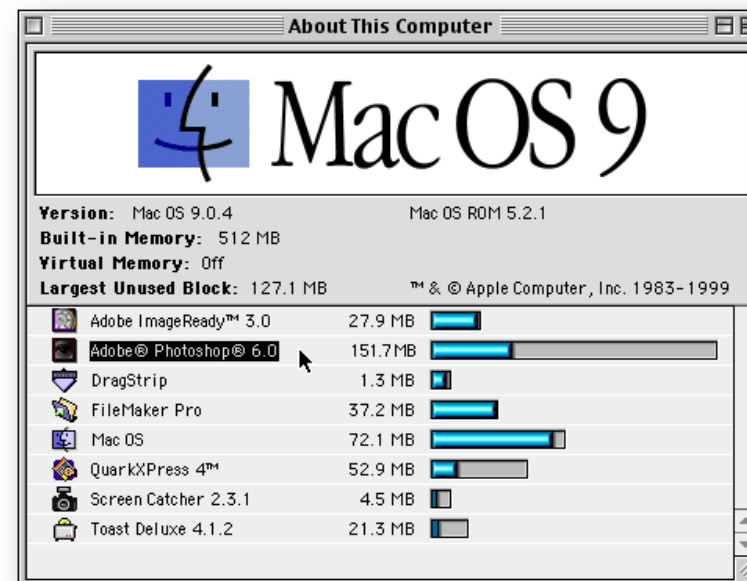 About This Computer
Mac OS 9
Version: Mac OS 9.0.4 Mac OS ROM 5.2.1
Built-in Memory: 512 MB
Virtual Memory: Off
Largest Unused Block: 127.1 MB ™ & © Apple Computer, Inc. 1983-1999
Adobe ImageReady™ 3.0 27.9 MB
Adobe® Photoshop® 6.0 151.7MB
DragStrip 1.3 MB
FileMaker Pro 37.2 MB
Mac OS 72.1 MB
QuarkXPress 4™ 52.9 MB
Screen Catcher 2.3.1 4.5 MB
Toast Deluxe 4.1.2 21.3 MB